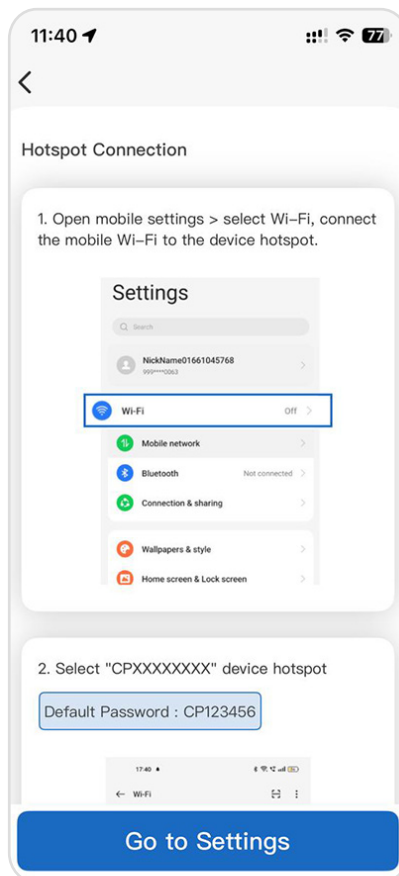 11:40
77
Hotspot Connection
1. Open mobile settings > select Wi-Fi, connect
the mobile Wi-Fi to the device hotspot.
Settings
Search
NickName01661045768
999****0063
Wi-Fi
Off
Mobile network
Bluetooth
Not connected
Connection & sharing
Wallpapers & style
Home screen & Lock screen
2. Select "CPXXXXXXXX" device hotspot
Default Password : CP123456
17:40
Wi-Fi
Go to Settings